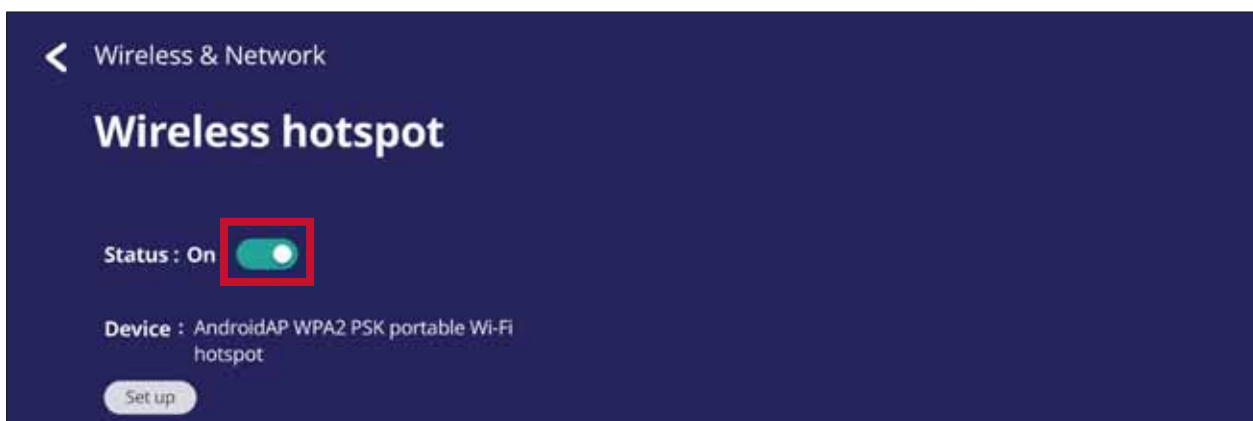 Wireless & Network
Wireless hotspot
Status : On
Device : AndroidAP WPA2 PSK portable Wi-Fi
hotspot
Set up